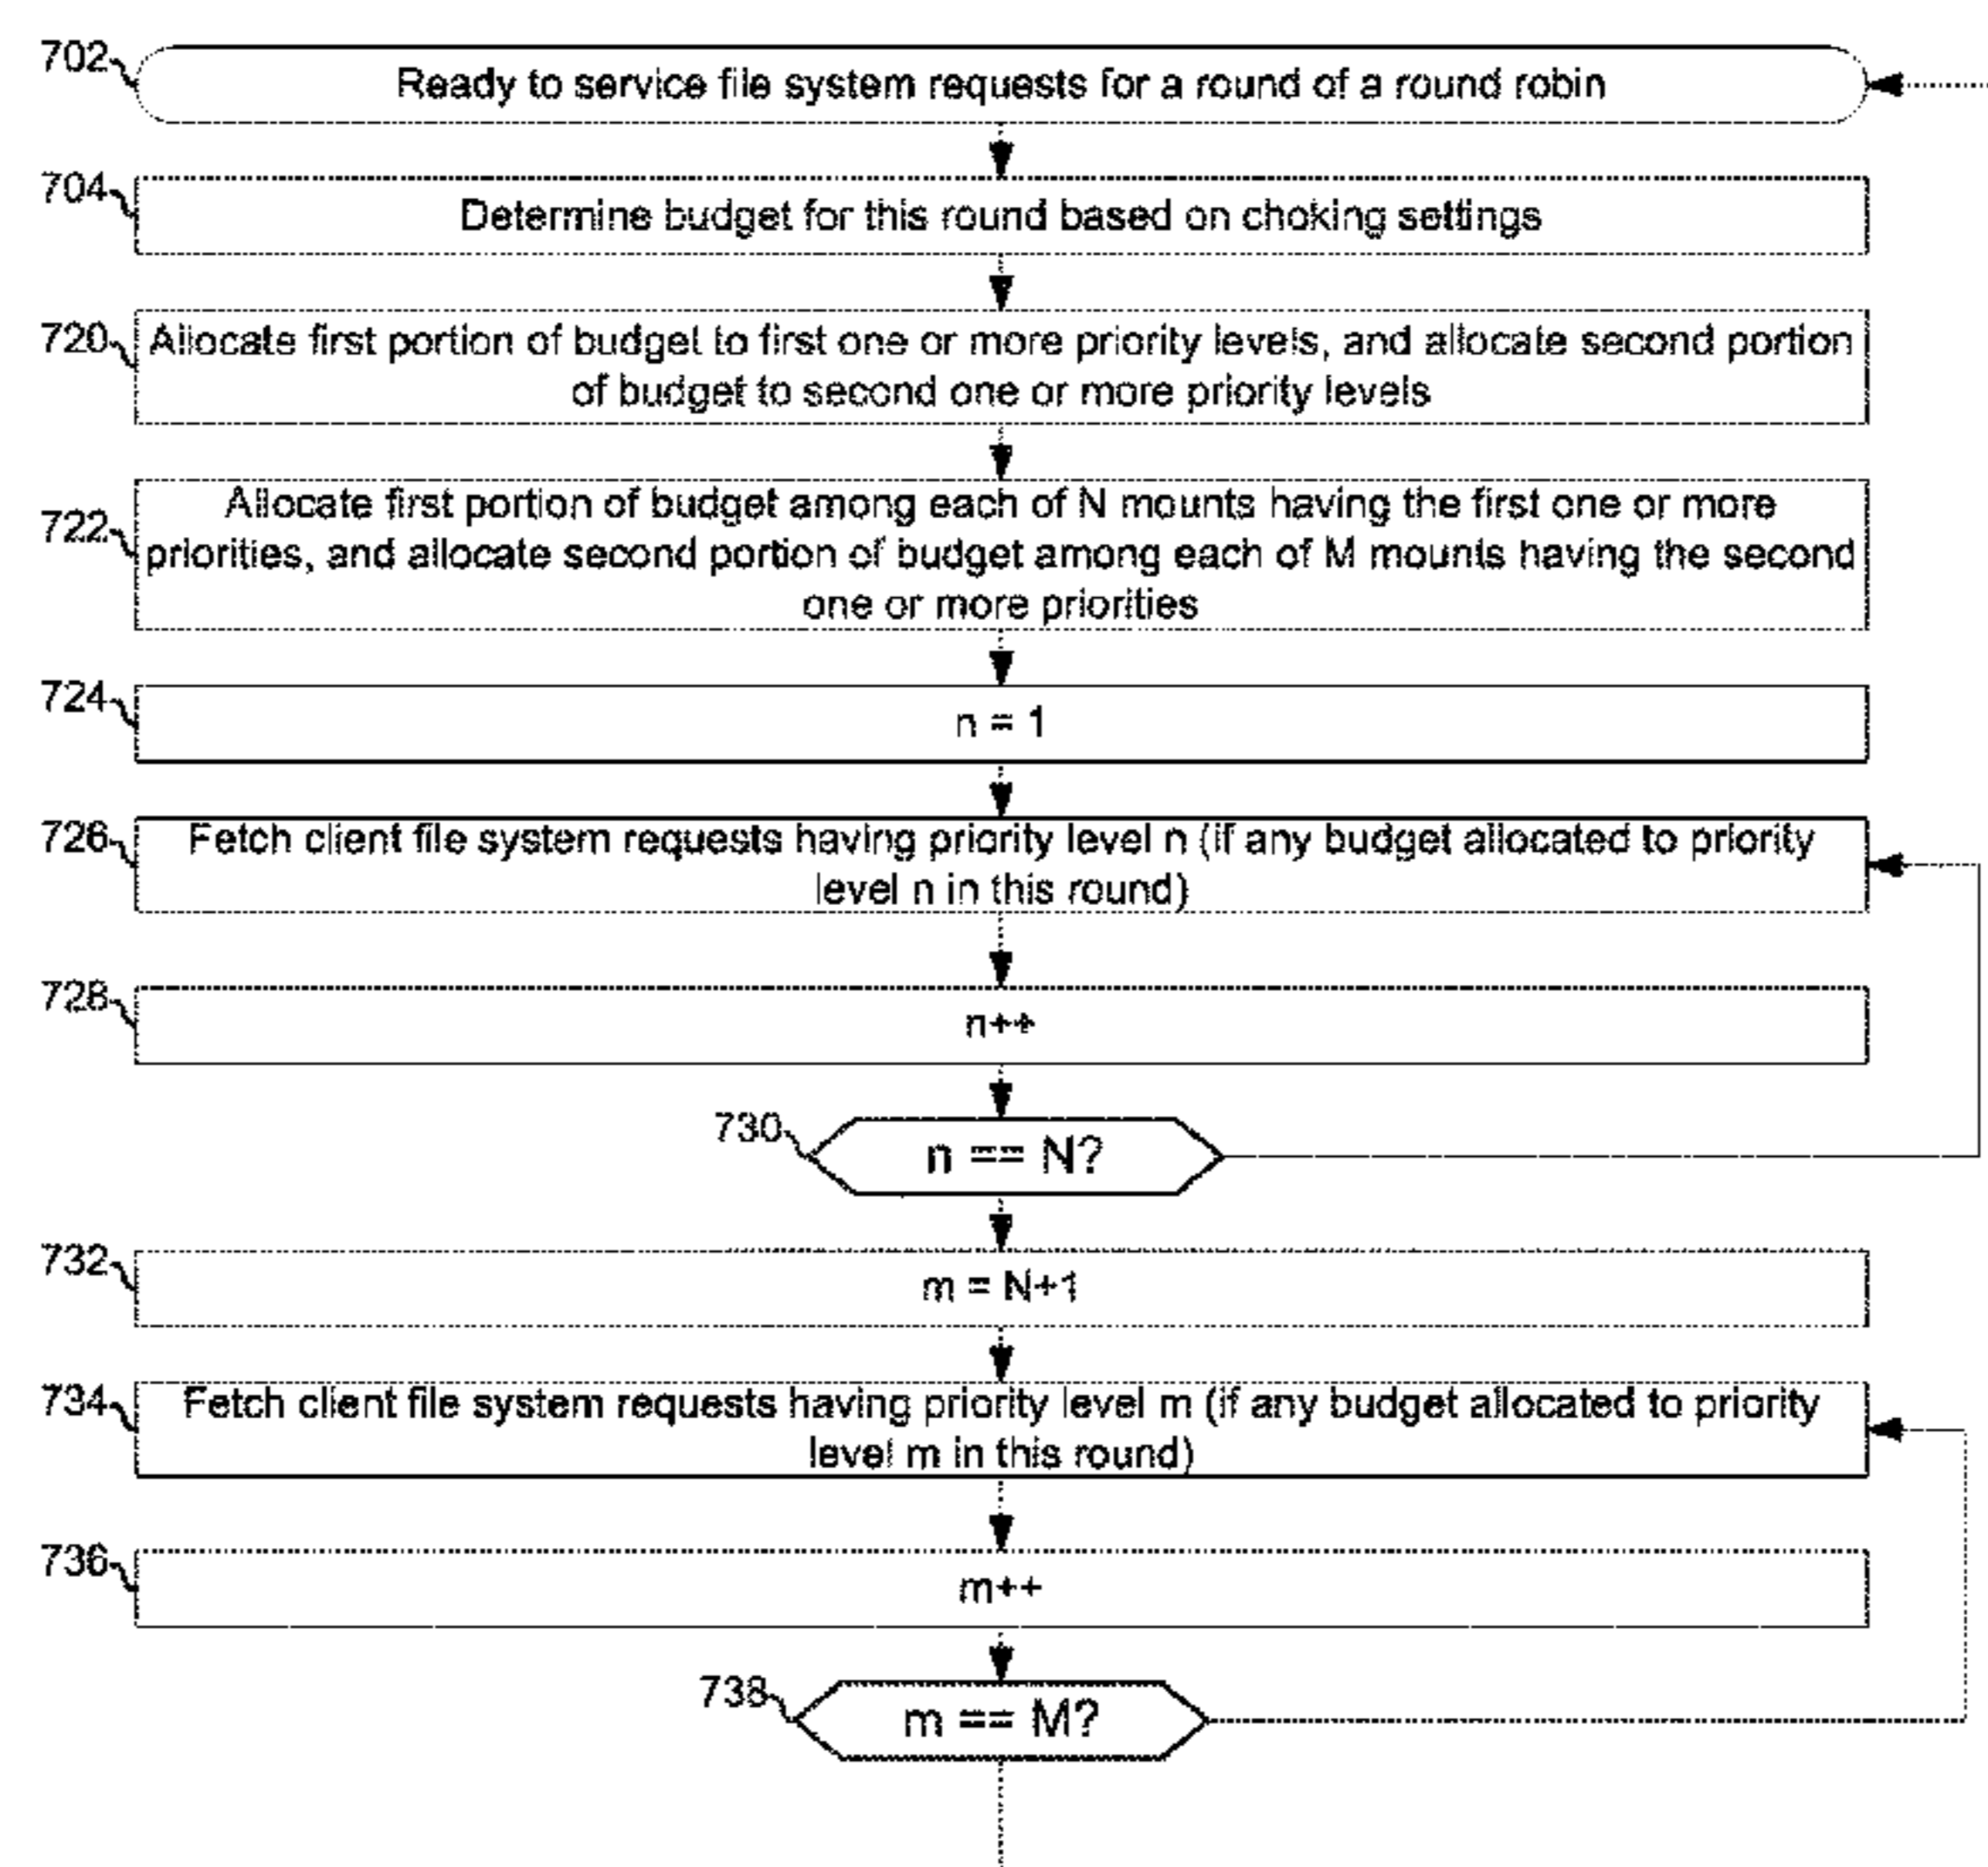 702
Ready to service file system requests for a round of a round robin
704
Determine budget for this round based on choking settings
720
Allocate first portion of budget to first one or more priority levels, and allocate second portion
of budget to second one or more priority levels
722
Allocate first portion of budget among each of N mounts having the first one or more
priorities, and allocate second portion of budget among each of M mounts having the second
one or more priorities
724
n = 1
726
Fetch client file system requests having priority level n (if any budget allocated to priority
level n in this round)
728
n++
730
n == N?
732
m = N+1
734
Fetch client file system requests having priority level m (if any budget allocated to priority
level m in this round)
736
m++
738
m == M?